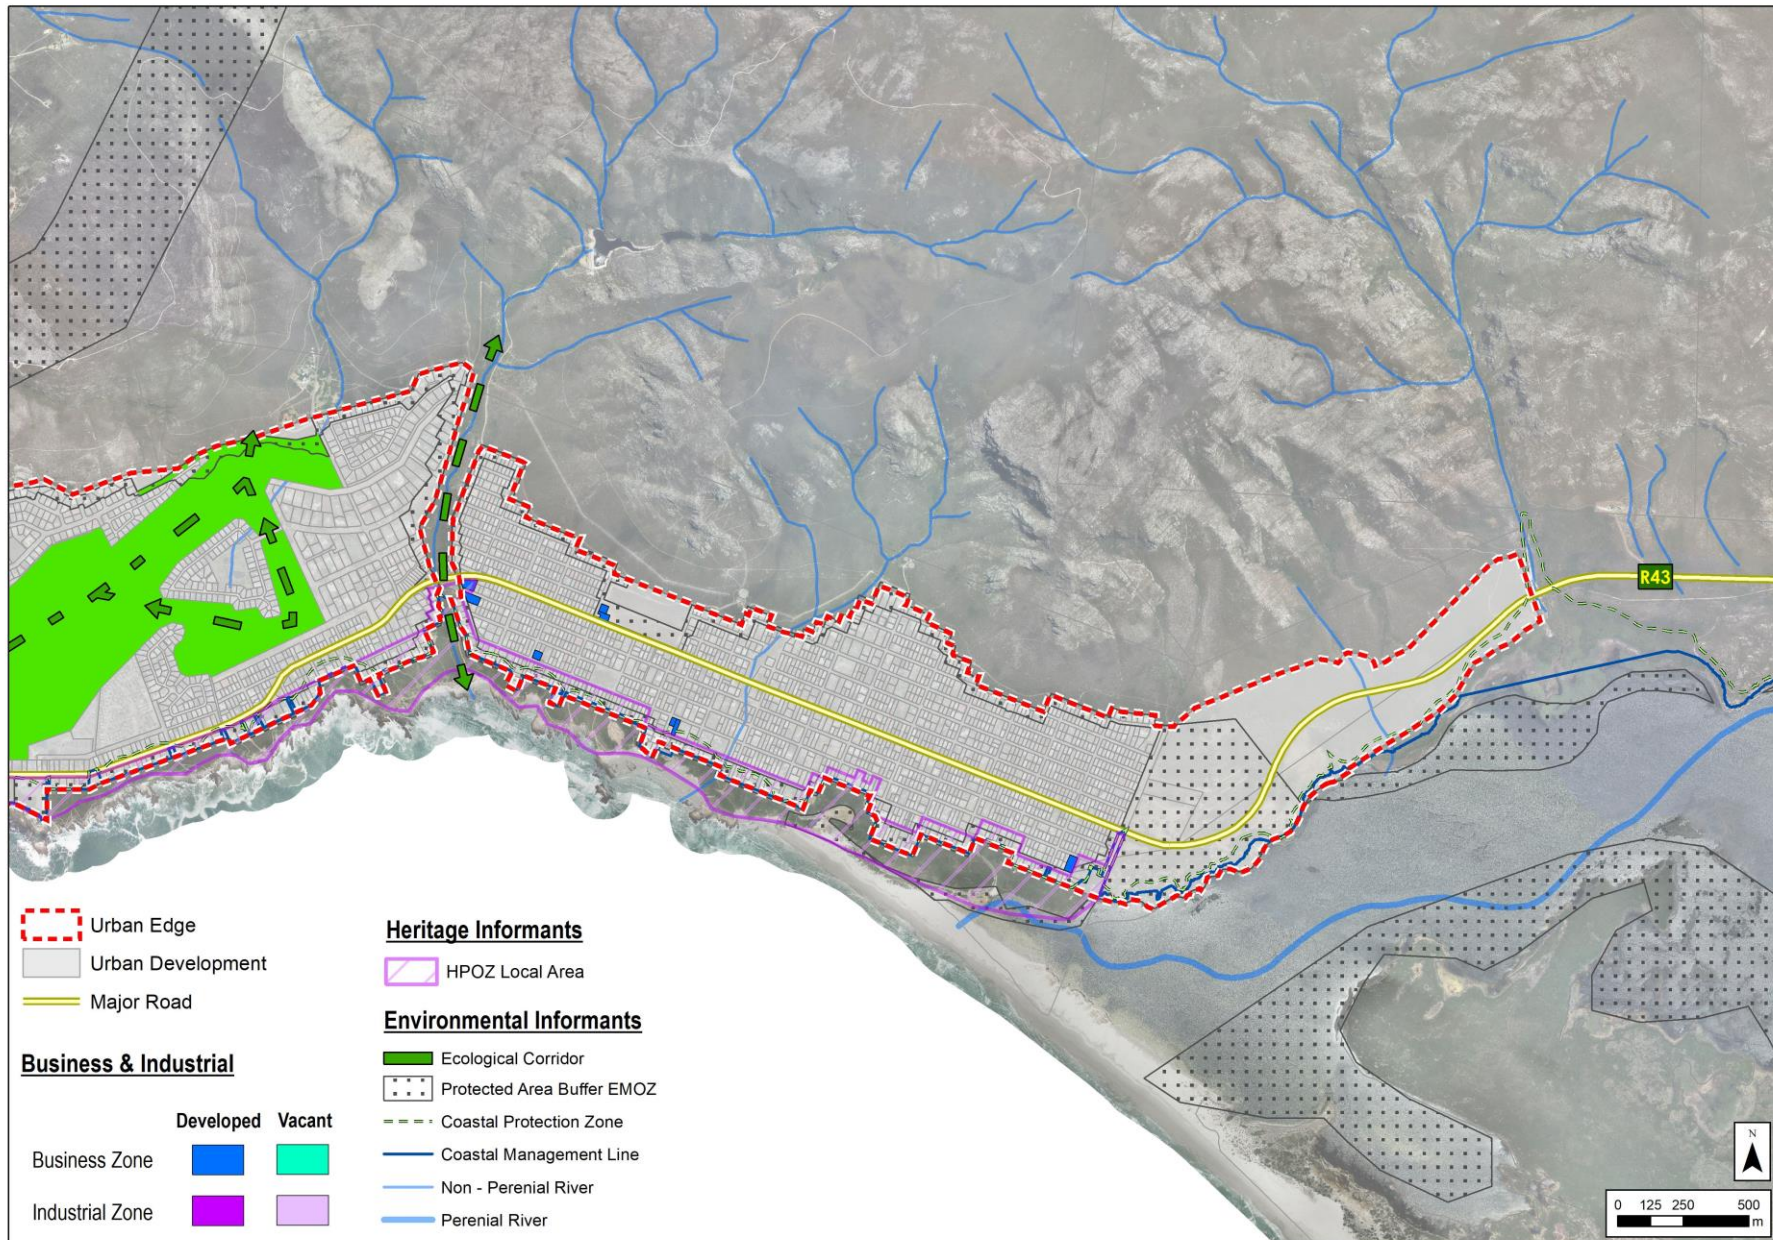 R43
Urban Edge
Urban Development
Major Road
Business & Industrial
Developed Vacant
Business Zone
Industrial Zone
Heritage Informants
HPOZ Local Area
Environmental Informants
Ecological Corridor
Protected Area Buffer EMOZ
Coastal Protection Zone
Coastal Management Line
Non - Perenial River
Perenial River
N
0 125 250 500
m